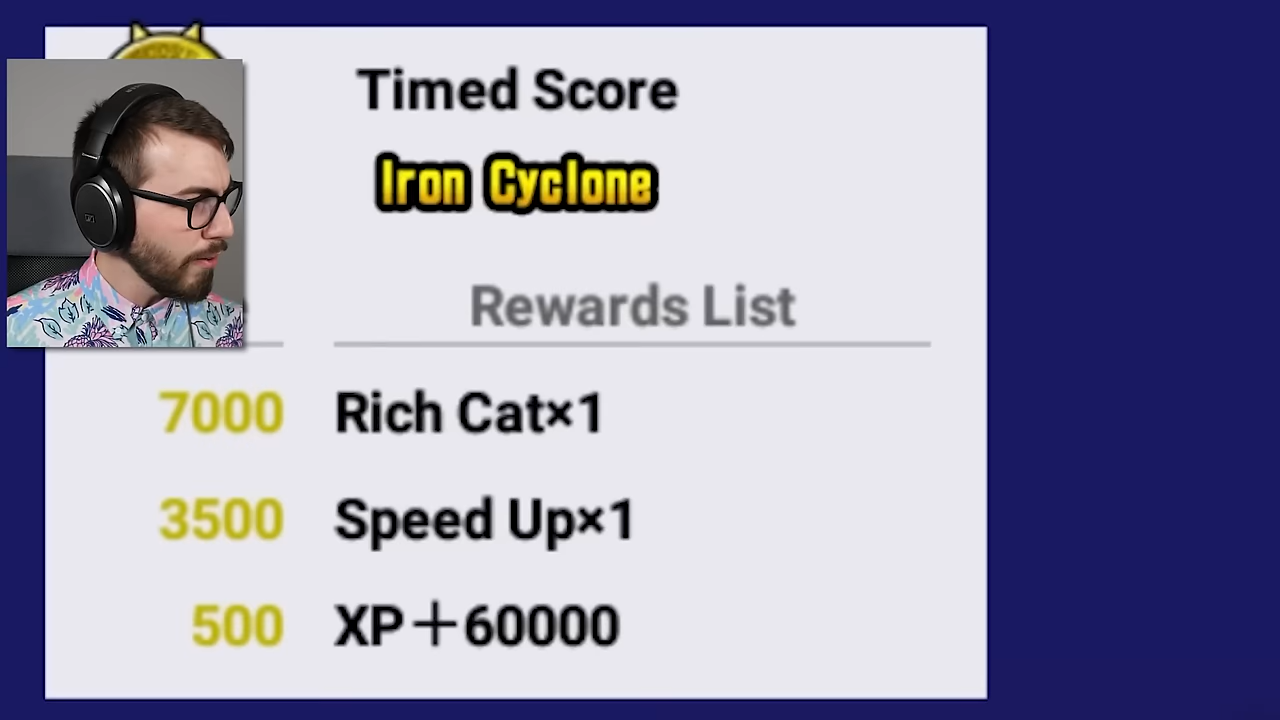 Timed Score
Iron Cyclone
Rewards List
7000 Rich Cat×1
3500 Speed Up×1
500 XP+60000